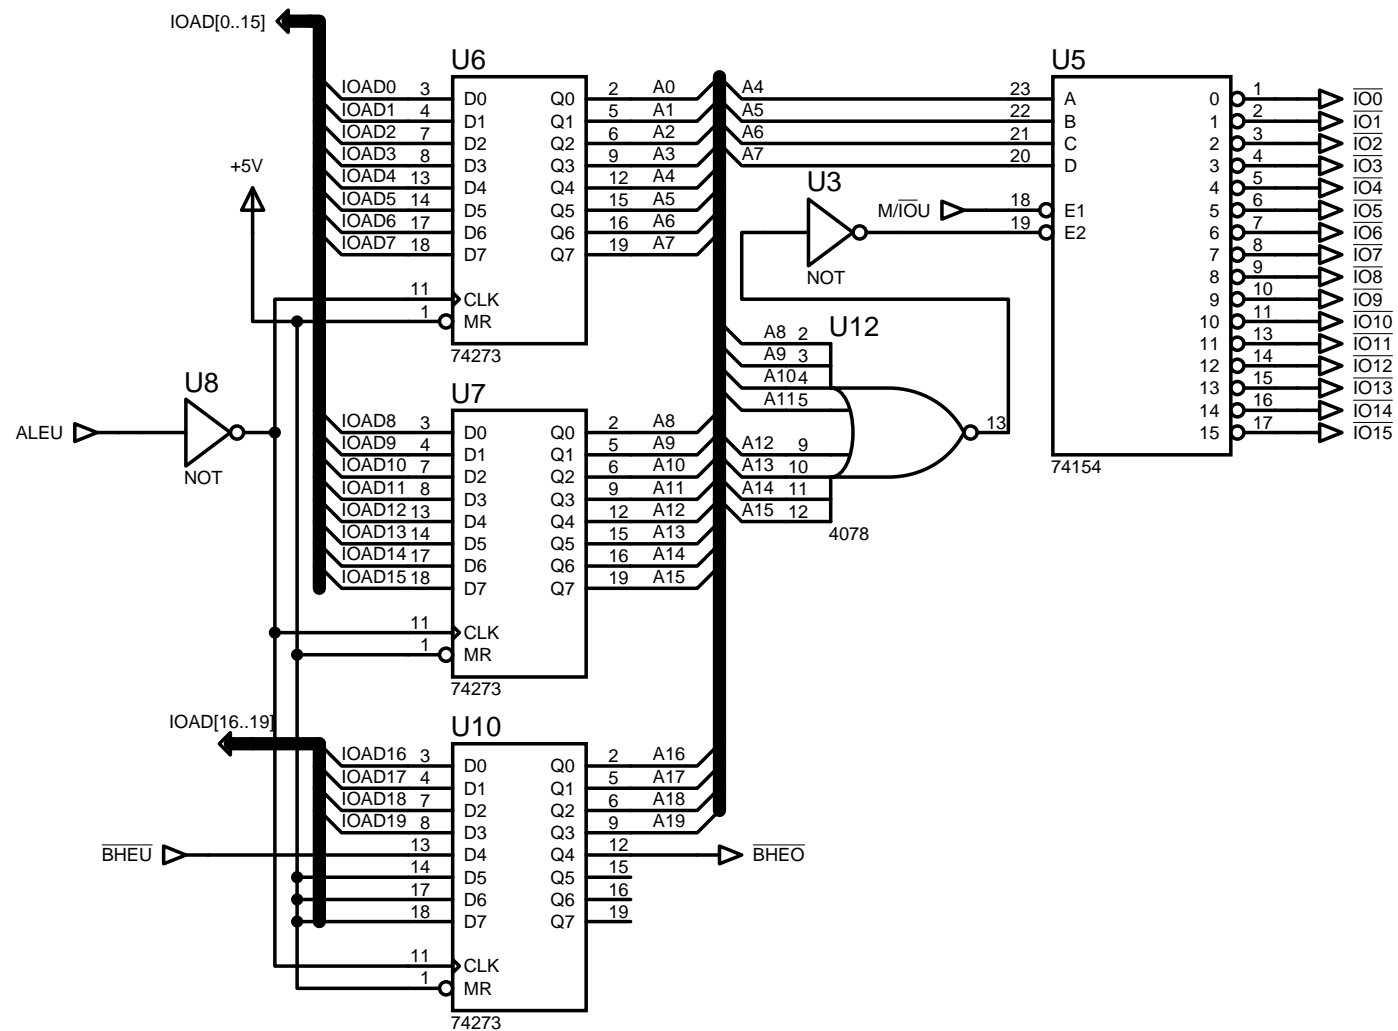 IOAD[0..15]
U6
U5
IOAD0 3 D0 Q0 2 A0 A4 23 A 0 1 IO0
IOAD1 4 D1 Q1 5 A1 A5 22 B 1 2 IO1
IOAD2 7 D2 Q2 6 A2 A6 21 C 2 3 IO2
IOAD3 8 D3 Q3 9 A3 A7 20 D 3 4 IO3
+5V
IOAD4 13 D4 Q4 12 A4 U3 4 5 IO4
IOAD5 14 D5 Q5 15 A5 M/IOU 18 E1 5 6 IO5
IOAD6 17 D6 Q6 16 A6 19 E2 6 7 IO6
IOAD7 18 D7 Q7 19 A7 7 8 IO7
NOT 8 9 IO8
11 CLK 9 10 IO9
1 MR 10 11 IO10
74273
A8 2 U12 11 13 IO11
A9 3 12 14 IO12
A10 4 13 15 IO13
A11 5 14 16 IO14
15 17 IO15
74154
U8
U7
ALEU
NOT
IOAD8 3 D0 Q0 2 A8 13
IOAD9 4 D1 Q1 5 A9 A12 9
IOAD10 7 D2 Q2 6 A10 A13 10
IOAD11 8 D3 Q3 9 A11 A14 11
IOAD12 13 D4 Q4 12 A12 A15 12
4078
IOAD13 14 D5 Q5 15 A13
IOAD14 17 D6 Q6 16 A14
IOAD15 18 D7 Q7 19 A15
11 CLK
1 MR
74273
IOAD[16..19]
U10
IOAD16 3 D0 Q0 2 A16
IOAD17 4 D1 Q1 5 A17
IOAD18 7 D2 Q2 6 A18
IOAD19 8 D3 Q3 9 A19
BHEU 13 D4 Q4 12 BHEO
14 D5 Q5 15
17 D6 Q6 16
18 D7 Q7 19
11 CLK
1 MR
74273